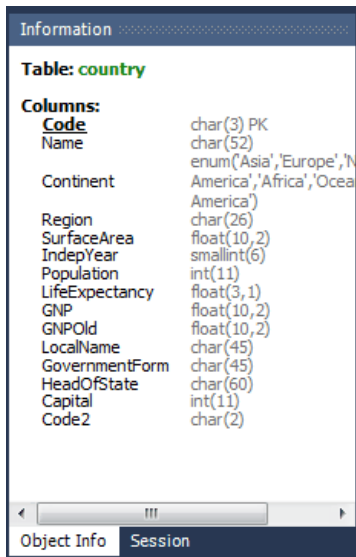 Information
Table: country
Columns:
Code char(3) PK
Name char(52)
enum('Asia','Europe','N
Continent America','Africa','Ocea
America')
Region char(26)
SurfaceArea float(10,2)
IndepYear smallint(6)
Population int(11)
LifeExpectancy float(3,1)
GNP float(10,2)
GNPOld float(10,2)
LocalName char(45)
GovernmentForm char(45)
HeadOfState char(60)
Capital int(11)
Code2 char(2)
Object Info Session